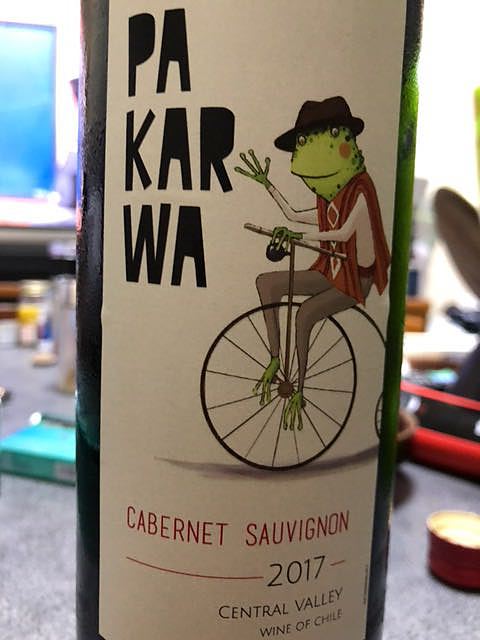 PA
KAR
WA
CABERNET SAUVIGNON
2017
CENTRAL VALLEY
WINE OF CHILE